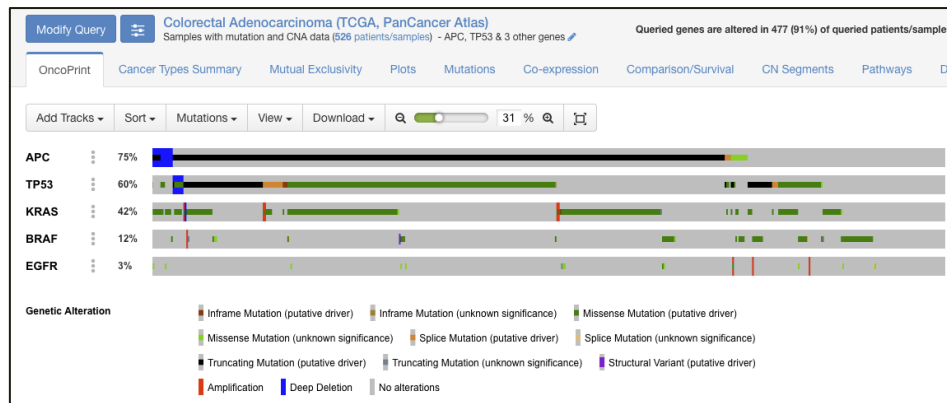 Modify Query
Colorectal Adenocarcinoma (TCGA, PanCancer Atlas)
Samples with mutation and CNA data (526 patients/samples) - APC, TP53 & 3 other genes
Queried genes are altered in 477 (91%) of queried patients/sample
OncoPrint Cancer Types Summary Mutual Exclusivity Plots Mutations Co-expression Comparison/Survival CN Segments Pathways D
Add Tracks Sort Mutations View Download 31 %
APC 75%
TP53 60%
KRAS 42%
BRAF 12%
EGFR 3%
Genetic Alteration Inframe Mutation (putative driver) Inframe Mutation (unknown significance) Missense Mutation (putative driver)
Missense Mutation (unknown significance) Splice Mutation (putative driver) Splice Mutation (unknown significance)
Truncating Mutation (putative driver) Truncating Mutation (unknown significance) Structural Variant (putative driver)
Amplification Deep Deletion No alterations